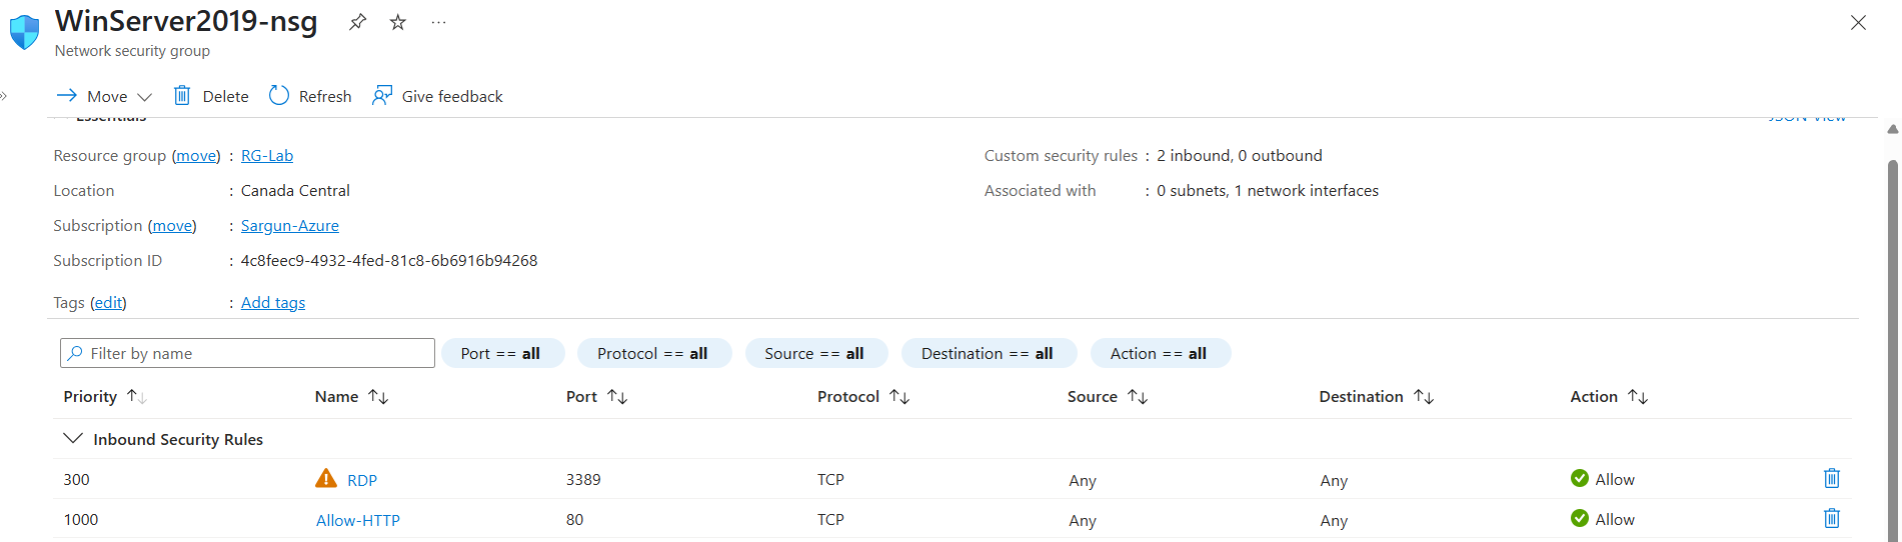 WinServer2019-nsg ...
Network security group
Move Delete Refresh Give feedback
Essentials JSON View
Resource group (move) : RG-Lab Custom security rules : 2 inbound, 0 outbound
Location : Canada Central Associated with : 0 subnets, 1 network interfaces
Subscription (move) : Sargun-Azure
Subscription ID : 4c8feec9-4932-4fed-81c8-6b6916b94268
Tags (edit) : Add tags
Filter by name Port == all Protocol == all Source == all Destination == all Action == all
Priority Name Port Protocol Source Destination Action
Inbound Security Rules
300 RDP 3389 TCP Any Any Allow
1000 Allow-HTTP 80 TCP Any Any Allow